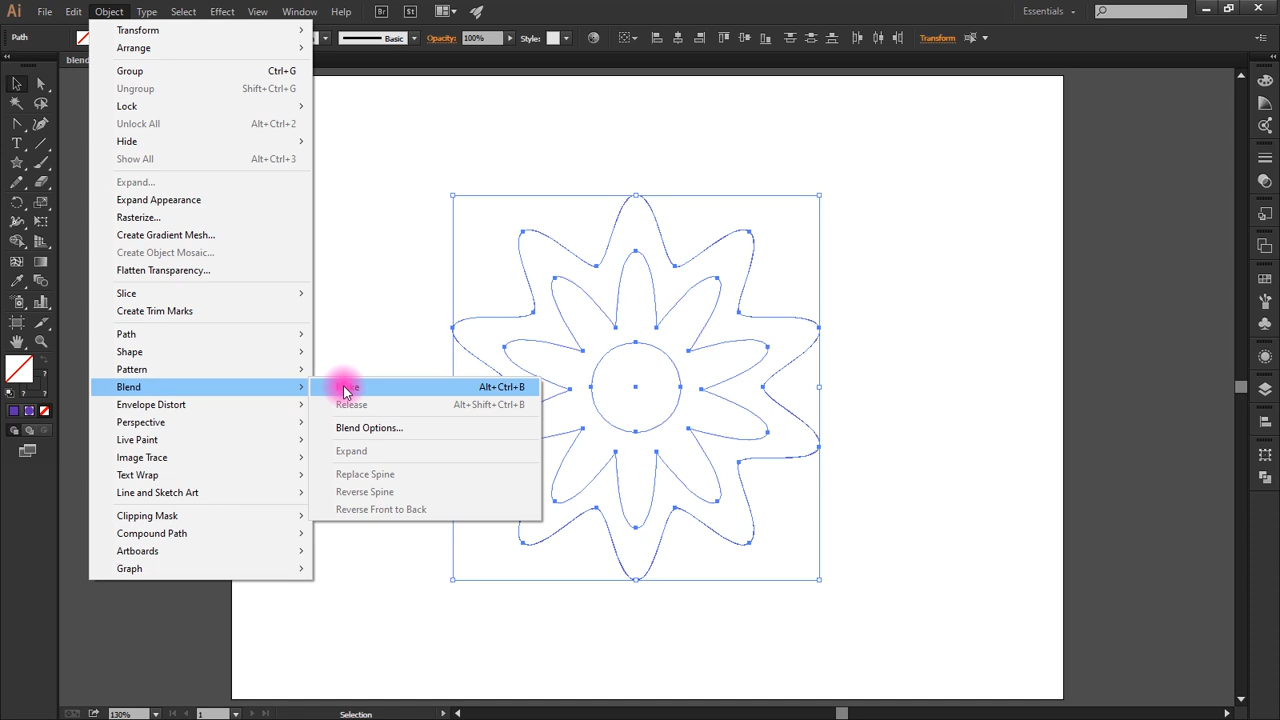 Ai File Edit Object Type Select Effect View Window Help Br St Essentials
Path Basic Opacity: 100% Style: Transform
blend
Transform
Arrange
Group Ctrl+G
Ungroup Shift+Ctrl+G
Lock
Unlock All Alt+Ctrl+2
Hide
Show All Alt+Ctrl+3
Expand...
Expand Appearance
Rasterize...
Create Gradient Mesh...
Create Object Mosaic...
Flatten Transparency...
Slice
Create Trim Marks
Path
Shape
Pattern
Blend
Envelope Distort
Perspective
Live Paint
Image Trace
Text Wrap
Line and Sketch Art
Clipping Mask
Compound Path
Artboards
Graph
Alt+Ctrl+B
Release Alt+Shift+Ctrl+B
Blend Options...
Expand
Replace Spine
Reverse Spine
Reverse Front to Back
130% 1 Selection